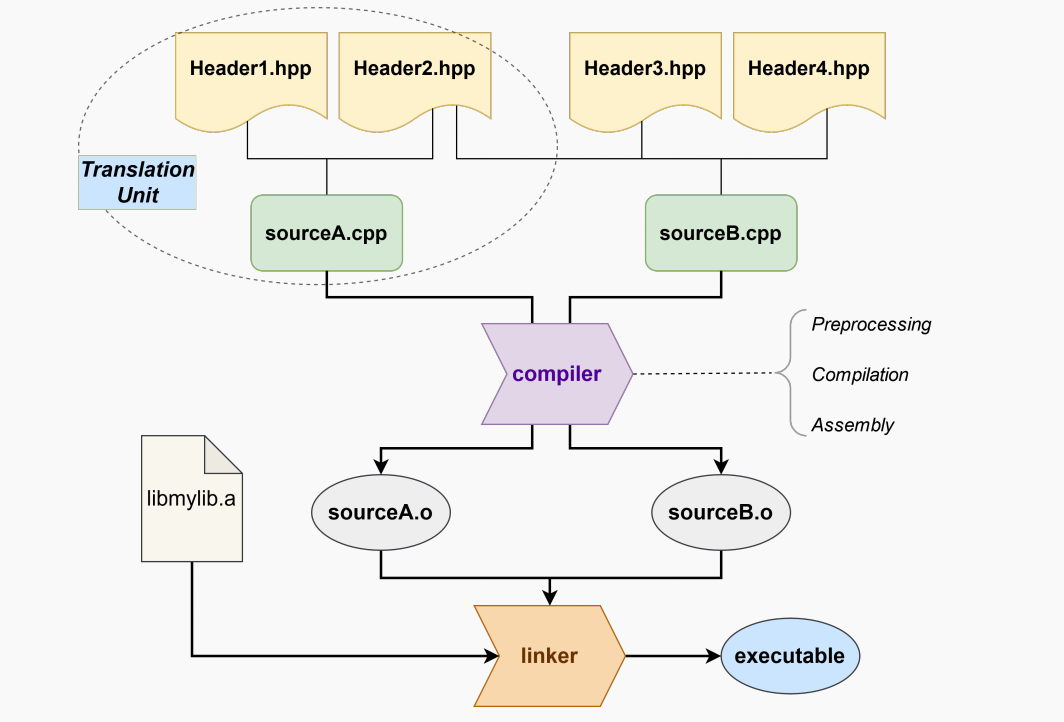 Header1.hpp
Header2.hpp
Header3.hpp
Header4.hpp
Translation
Unit
sourceA.cpp
sourceB.cpp
Preprocessing
compiler
Compilation
Assembly
libmylib.a
sourceA.o
sourceB.o
linker
executable